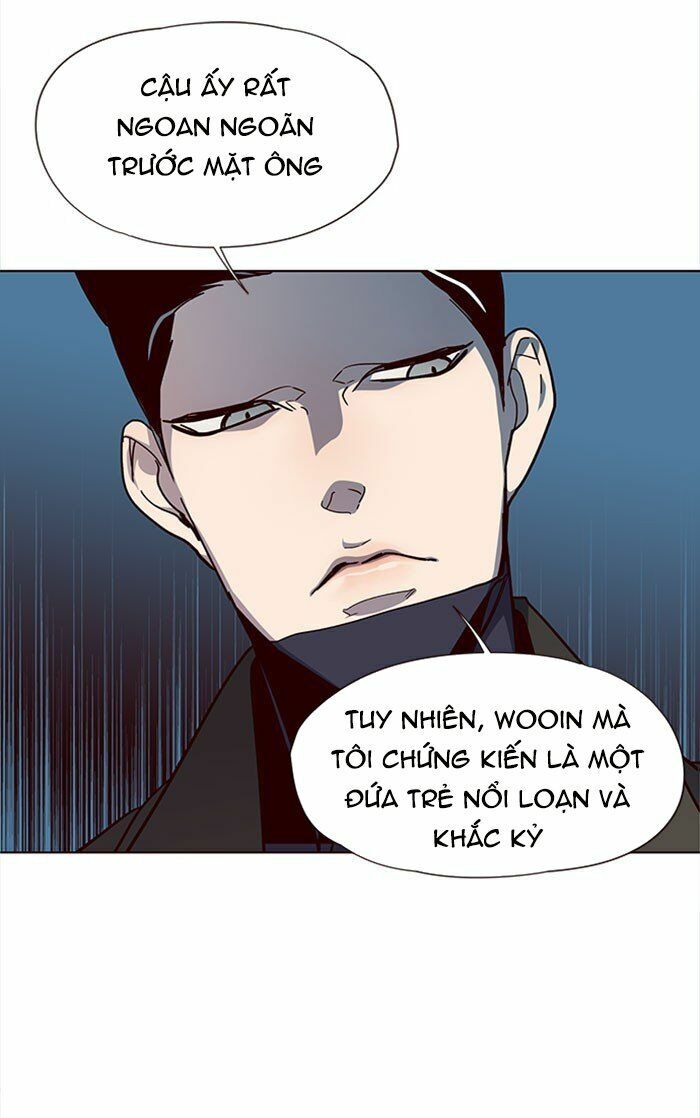 CẬU ẤY RẤT
NGOAN NGOÃN
TRƯỚC MẶT ÔNG
TUY NHIÊN, WOOIN MÀ
TÔI CHỨNG KIẾN LÀ MỘT
ĐỨA TRẺ NỔI LOẠN VÀ
KHẮC KỶ